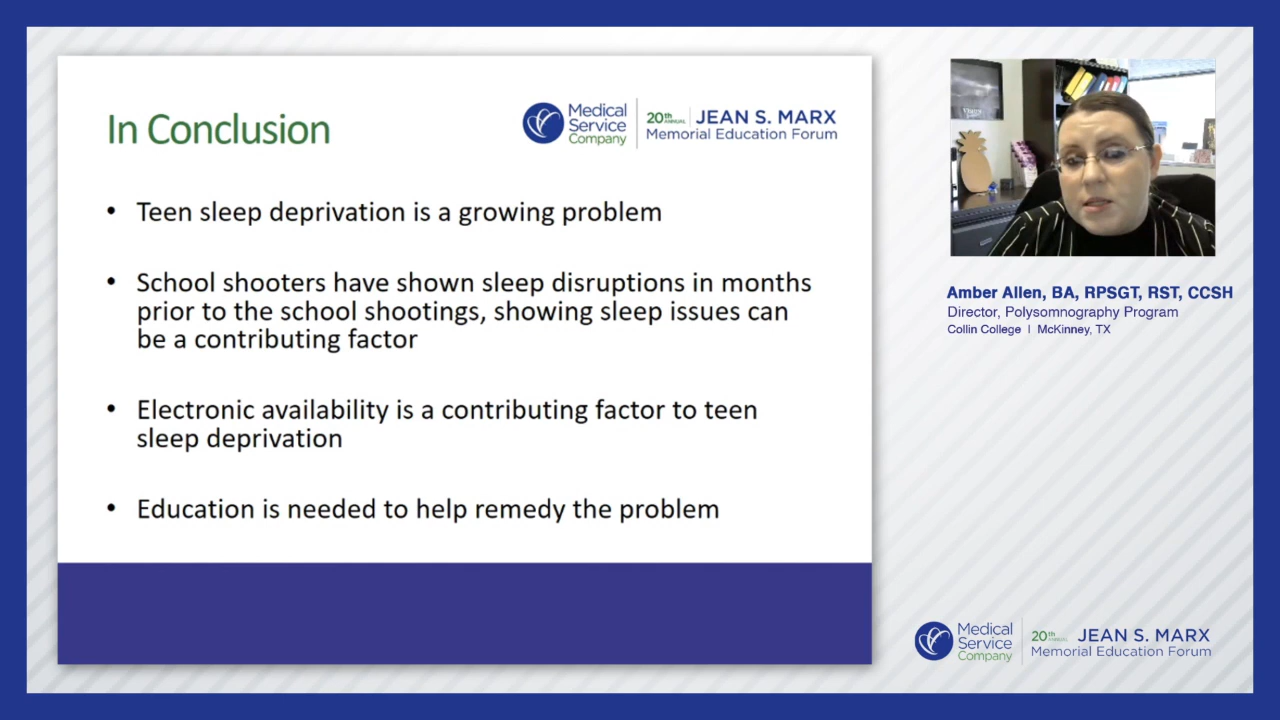 In Conclusion
Medical
Service
Company
20th ANNUAL JEAN S. MARX
Memorial Education Forum
• Teen sleep deprivation is a growing problem
• School shooters have shown sleep disruptions in months
prior to the school shootings, showing sleep issues can
be a contributing factor
• Electronic availability is a contributing factor to teen
sleep deprivation
• Education is needed to help remedy the problem
Amber Allen, BA, RPSGT, RST, CCSH
Director, Polysomnography Program
Collin College | McKinney, TX
Medical
Service
Company
20th ANNUAL JEAN S. MARX
Memorial Education Forum